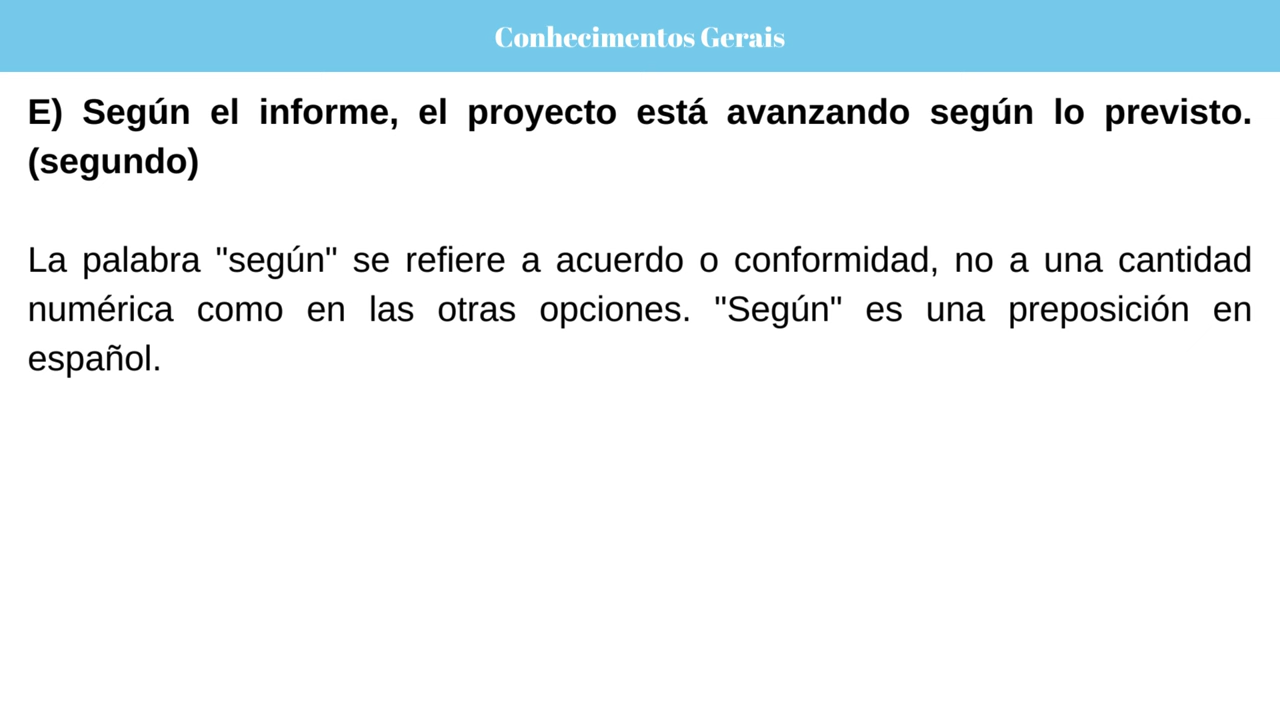 Conhecimentos Gerais
E) Según el informe, el proyecto está avanzando según lo previsto.
(segundo)
La palabra "según" se refiere a acuerdo o conformidad, no a una cantidad
numérica como en las otras opciones. "Según" es una preposición en
español.